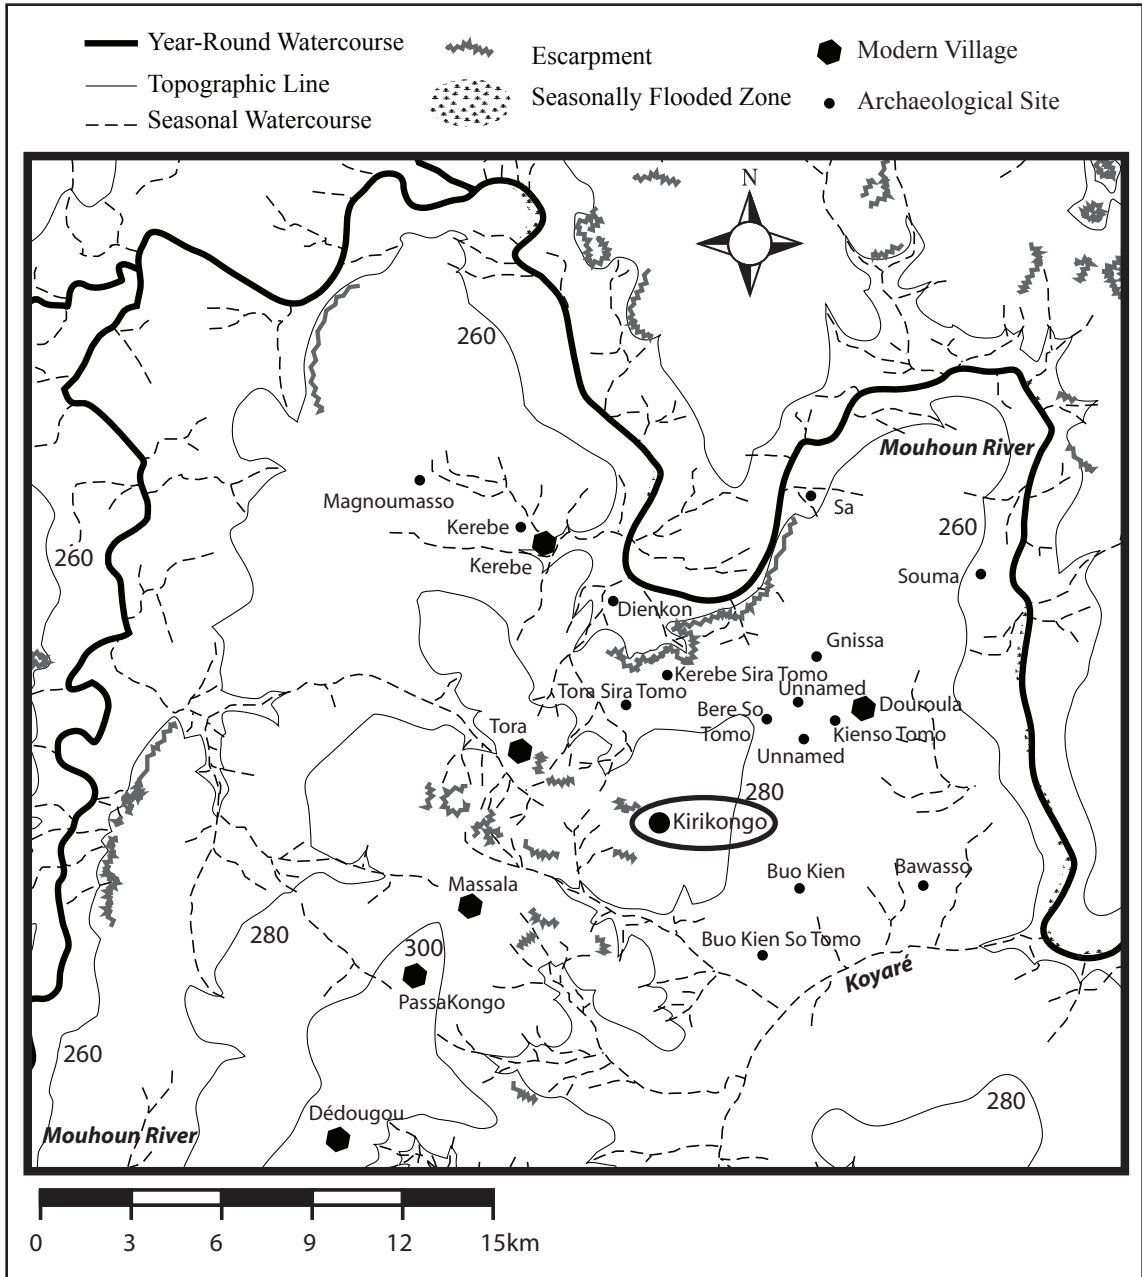 Year-Round Watercourse
Topographic Line
Seasonal Watercourse
Escarpment
Seasonally Flooded Zone
Modern Village
Archaeological Site
N
260
Mouhoun River
Magnoumasso
Kerebe
Kerebe
Sa
260
260
Souma
Dienkon
Gnissa
Kerebe Sira Tomo
Tora Sira Tomo
Unnamed
Bere So
Tomo
Douroula
Kienso Tomo
Unnamed
Tora
280
Kirikongo
Buo Kien
Bawasso
Massala
280
300
Buo Kien So Tomo
Koyaré
PassaKongo
260
280
Dédougou
Mouhoun River
0 3 6 9 12 15km